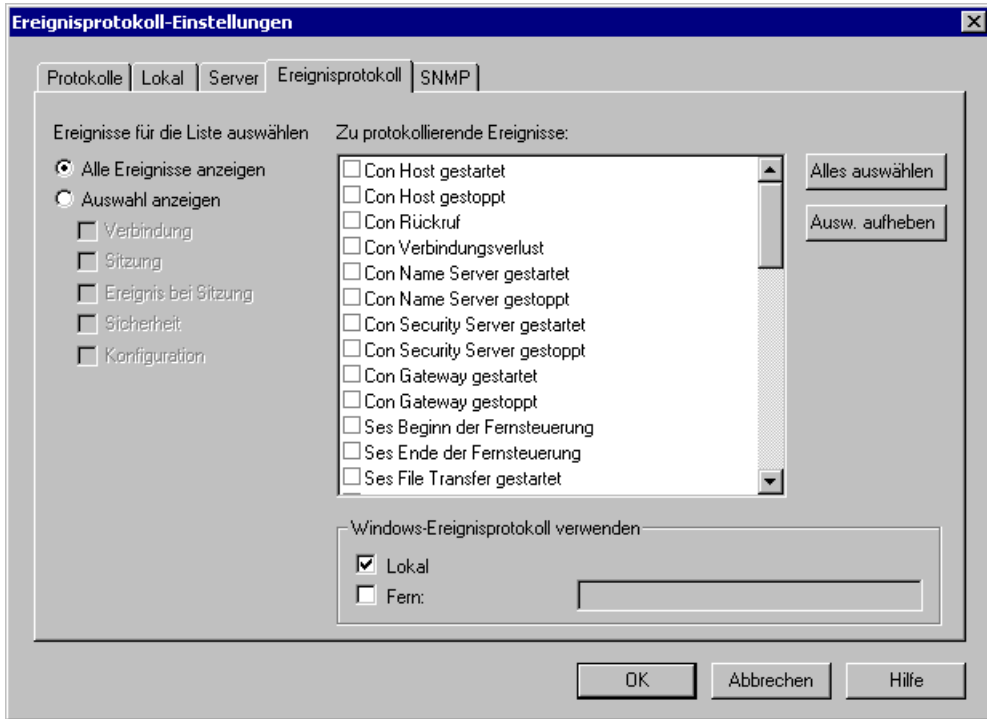 Ereignisprotokoll-Einstellungen
Protokolle Lokal Server Ereignisprotokoll SNMP
Ereignisse für die Liste auswählen
Alle Ereignisse anzeigen
Auswahl anzeigen
Verbindung
Sitzung
Ereignis bei Sitzung
Sicherheit
Konfiguration
Zu protokollierende Ereignisse:
Con Host gestartet
Con Host gestoppt
Con Rückruf
Con Verbindungsverlust
Con Name Server gestartet
Con Name Server gestoppt
Con Security Server gestartet
Con Security Server gestoppt
Con Gateway gestartet
Con Gateway gestoppt
Ses Beginn der Fernsteuerung
Ses Ende der Fernsteuerung
Ses File Transfer gestartet
Alles auswählen
Ausw. aufheben
Windows-Ereignisprotokoll verwenden
Lokal
Fern:
OK Abbrechen Hilfe